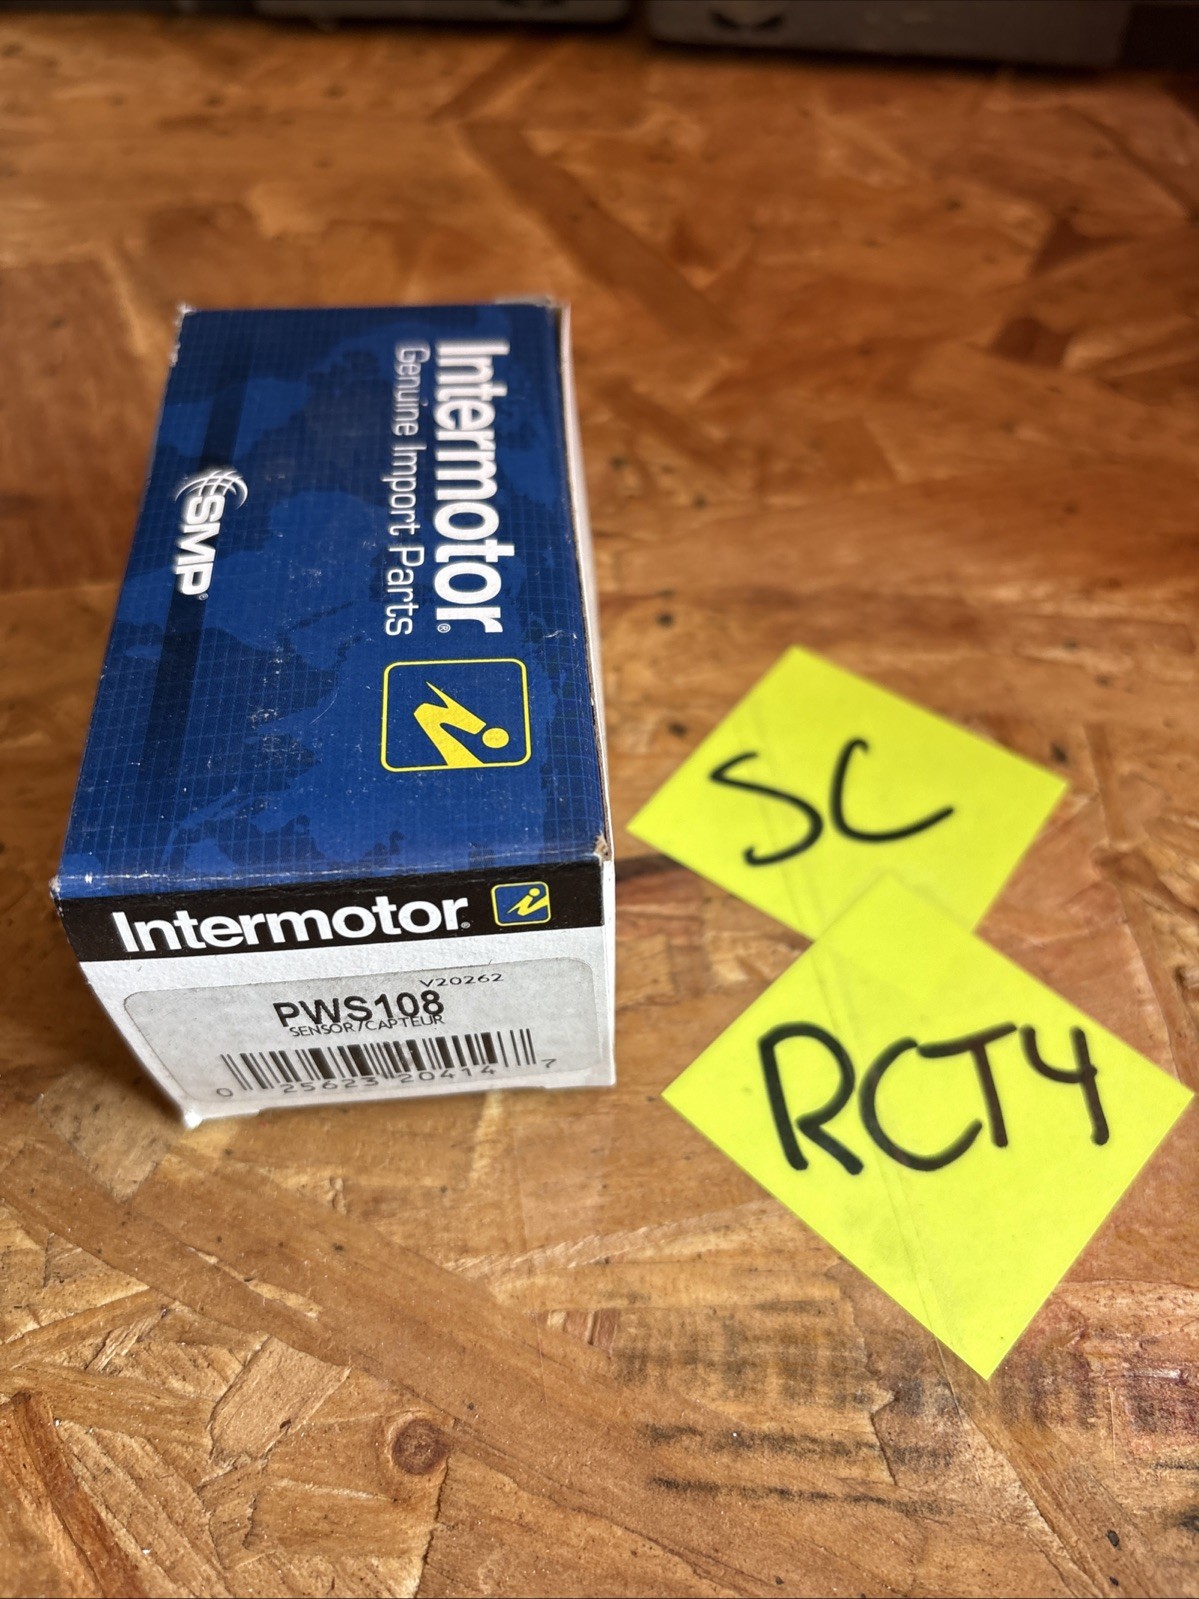 Intermotor®
Genuine Import Parts
SMP®
Intermotor®
V20262
PWS108
SENSOR/CAPTEUR
0 25623 20414 7
SC
RCT4